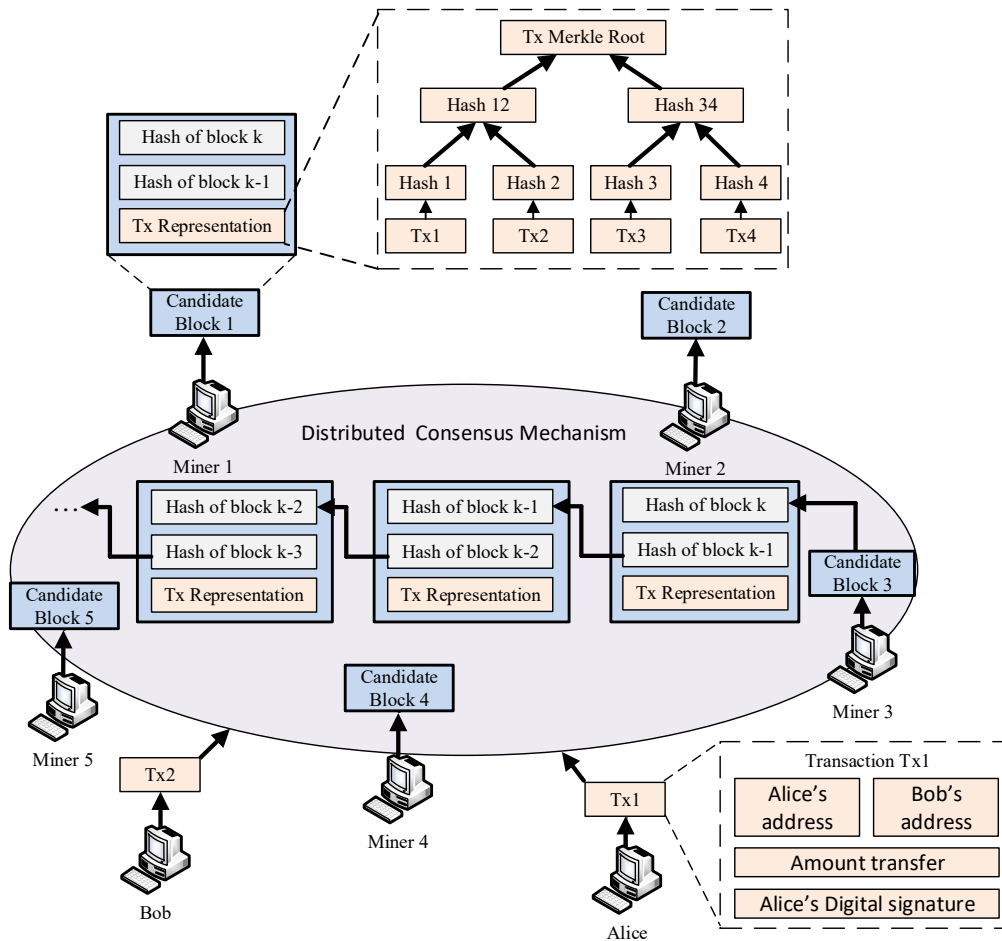 Tx Merkle Root
Hash 12
Hash 34
Hash 1
Hash 2
Hash 3
Hash 4
Tx1
Tx2
Tx3
Tx4
Hash of block k
Hash of block k-1
Tx Representation
Candidate
Block 1
Candidate
Block 2
Distributed Consensus Mechanism
Miner 1
Miner 2
...
Hash of block k-2
Hash of block k-3
Tx Representation
Hash of block k-1
Hash of block k-2
Tx Representation
Hash of block k
Hash of block k-1
Tx Representation
Candidate
Block 3
Candidate
Block 5
Candidate
Block 4
Miner 3
Miner 5
Miner 4
Tx2
Bob
Tx1
Alice
Transaction Tx1
Alice's
address
Bob's
address
Amount transfer
Alice's Digital signature